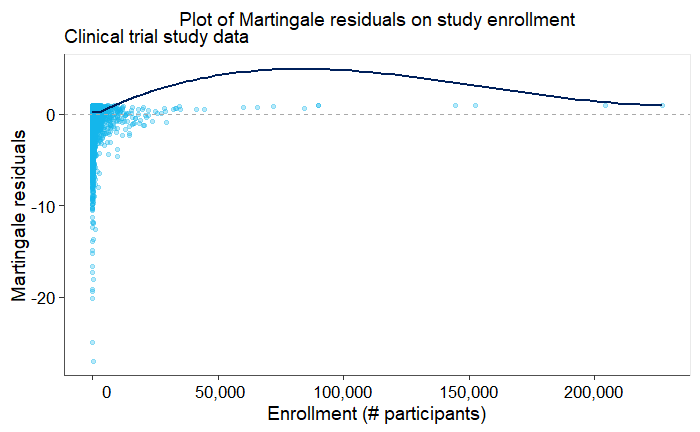 Plot of Martingale residuals on study enrollment
Clinical trial study data
Martingale residuals
0
-10
-20
0 50,000 100,000 150,000 200,000
Enrollment (# participants)